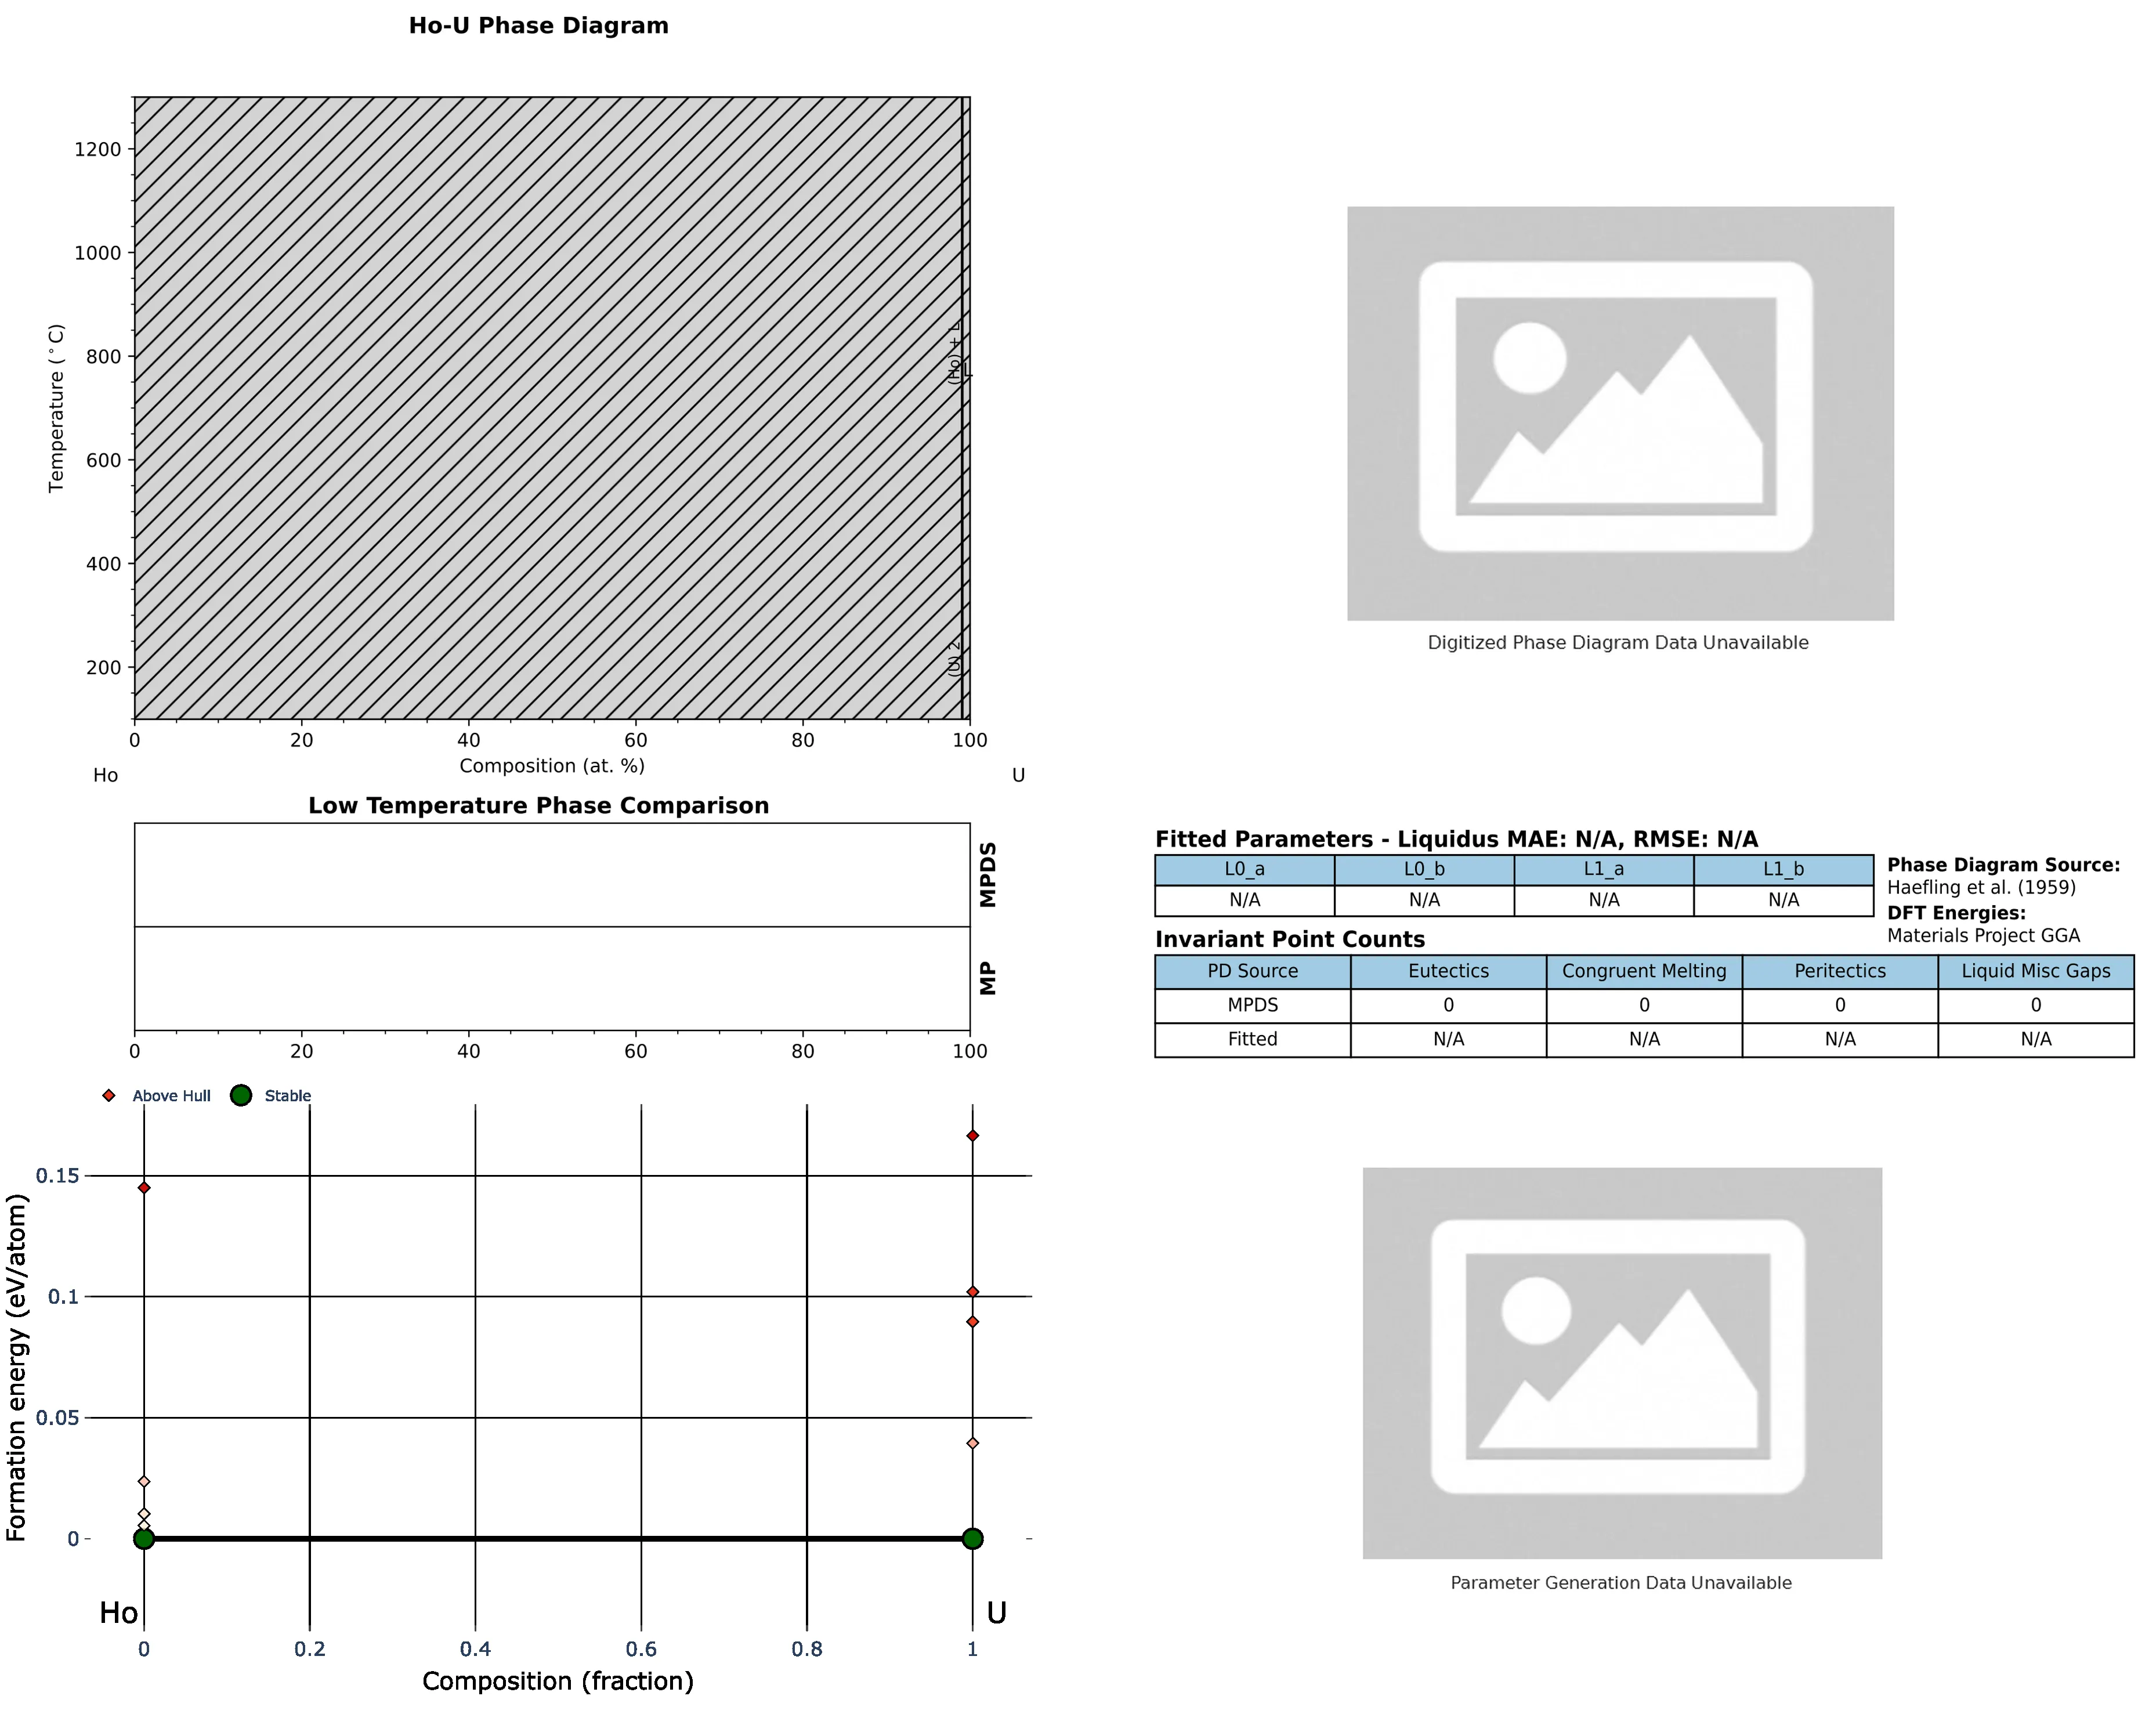 Ho-U Phase Diagram
1200
1000
800
600
400
200
Temperature (°C)
(Ho) + L
L
(U) 2
0 20 40 60 80 100
Composition (at. %)
Ho U
Digitized Phase Diagram Data Unavailable
Low Temperature Phase Comparison
MPDS
MP
0 20 40 60 80 100
Fitted Parameters - Liquidus MAE: N/A, RMSE: N/A
L0_a L0_b L1_a L1_b
N/A N/A N/A N/A
Phase Diagram Source:
Haefling et al. (1959)
DFT Energies:
Materials Project GGA
Invariant Point Counts
PD Source Eutectics Congruent Melting Peritectics Liquid Misc Gaps
MPDS 0 0 0 0
Fitted N/A N/A N/A N/A
Above Hull Stable
0.15
0.1
0.05
0
Formation energy (eV/atom)
Ho U
0 0.2 0.4 0.6 0.8 1
Composition (fraction)
Parameter Generation Data Unavailable